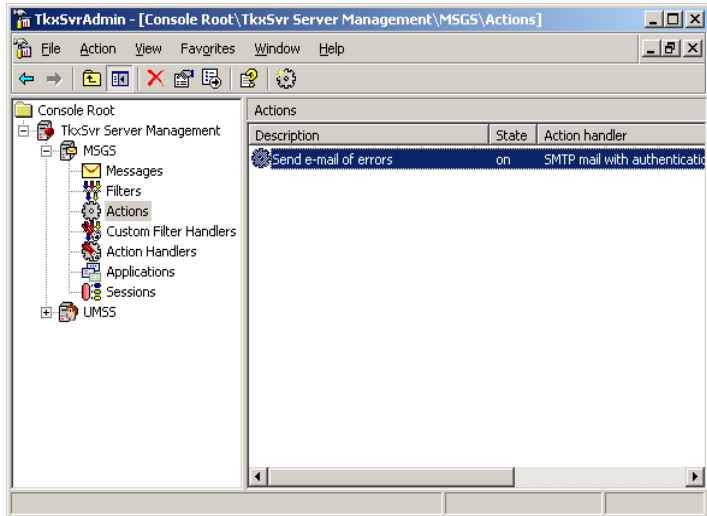 TkxSvrAdmin - [Console Root\TkxSvr Server Management\MSGS\Actions]
File Action View Favorites Window Help
Console Root
TkxSvr Server Management
MSGS
Messages
Filters
Actions
Custom Filter Handlers
Action Handlers
Applications
Sessions
UMSS
Actions
Description State Action handler
Send e-mail of errors on SMTP mail with authenticatio